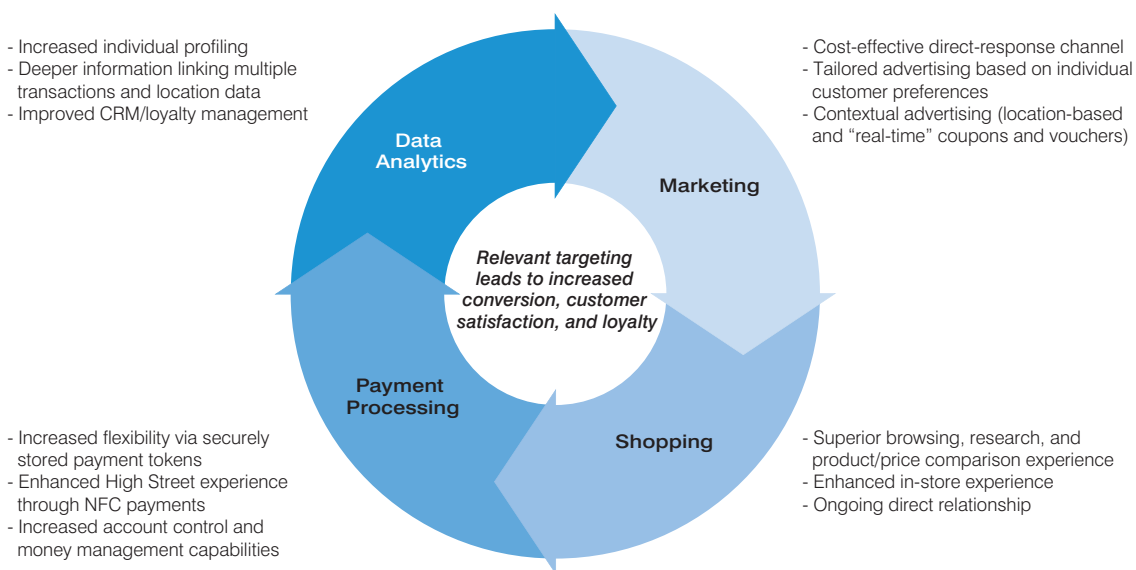 - Increased individual profiling
- Deeper information linking multiple
transactions and location data
- Improved CRM/loyalty management
- Cost-effective direct-response channel
- Tailored advertising based on individual
customer preferences
- Contextual advertising (location-based
and “real-time” coupons and vouchers)
Data
Analytics
Marketing
Relevant targeting
leads to increased
conversion, customer
satisfaction, and loyalty
Payment
Processing
Shopping
- Increased flexibility via securely
stored payment tokens
- Enhanced High Street experience
through NFC payments
- Increased account control and
money management capabilities
- Superior browsing, research, and
product/price comparison experience
- Enhanced in-store experience
- Ongoing direct relationship